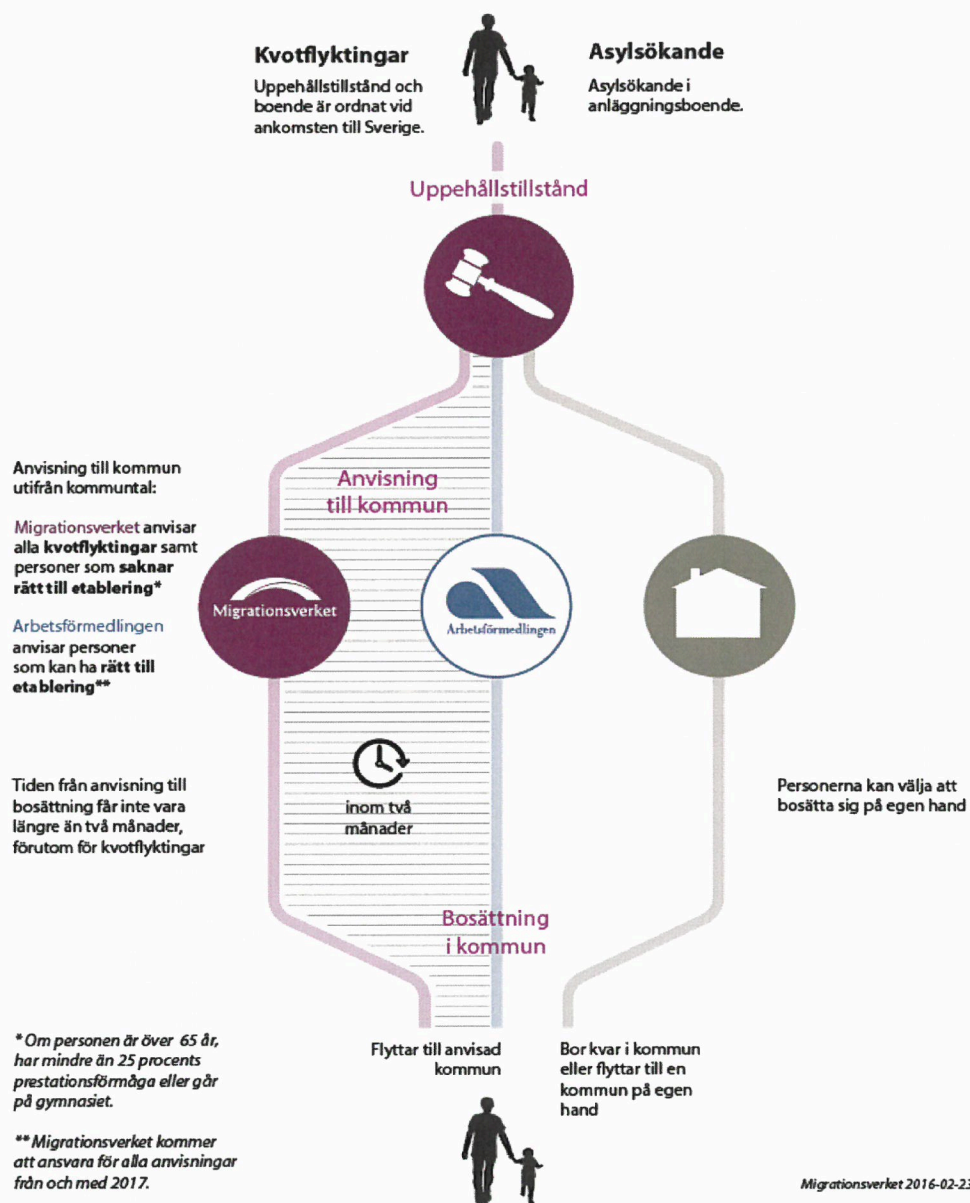 Kvotflyktingar
Uppehållstillstånd och
boende är ordnat vid
ankomsten till Sverige.
Asylsökande
Asylsökande i
anläggningsboende.
Uppehållstillstånd
Anvisning till kommun
utifrån kommuntal:
Migrationsverket anvisar
alla kvotflyktingar samt
personer som saknar
rätt till etablering*
Arbetsförmedlingen
anvisar personer
som kan ha rätt till
etablering**
Anvisning
till kommun
Migrationsverket
Arbetsförmedlingen
Tiden från anvisning till
bosättning får inte vara
längre än två månader,
förutom för kvotflyktingar
inom två
månader
Personerna kan välja att
bosätta sig på egen hand
Bosättning
i kommun
*Om personen är över 65 år,
har mindre än 25 procents
prestationsförmåga eller går
på gymnasiet.
**Migrationsverket kommer
att ansvara för alla anvisningar
från och med 2017.
Flyttar till anvisad
kommun
Bor kvar i kommun
eller flyttar till en
kommun på egen
hand
Migrationsverket 2016-02-23